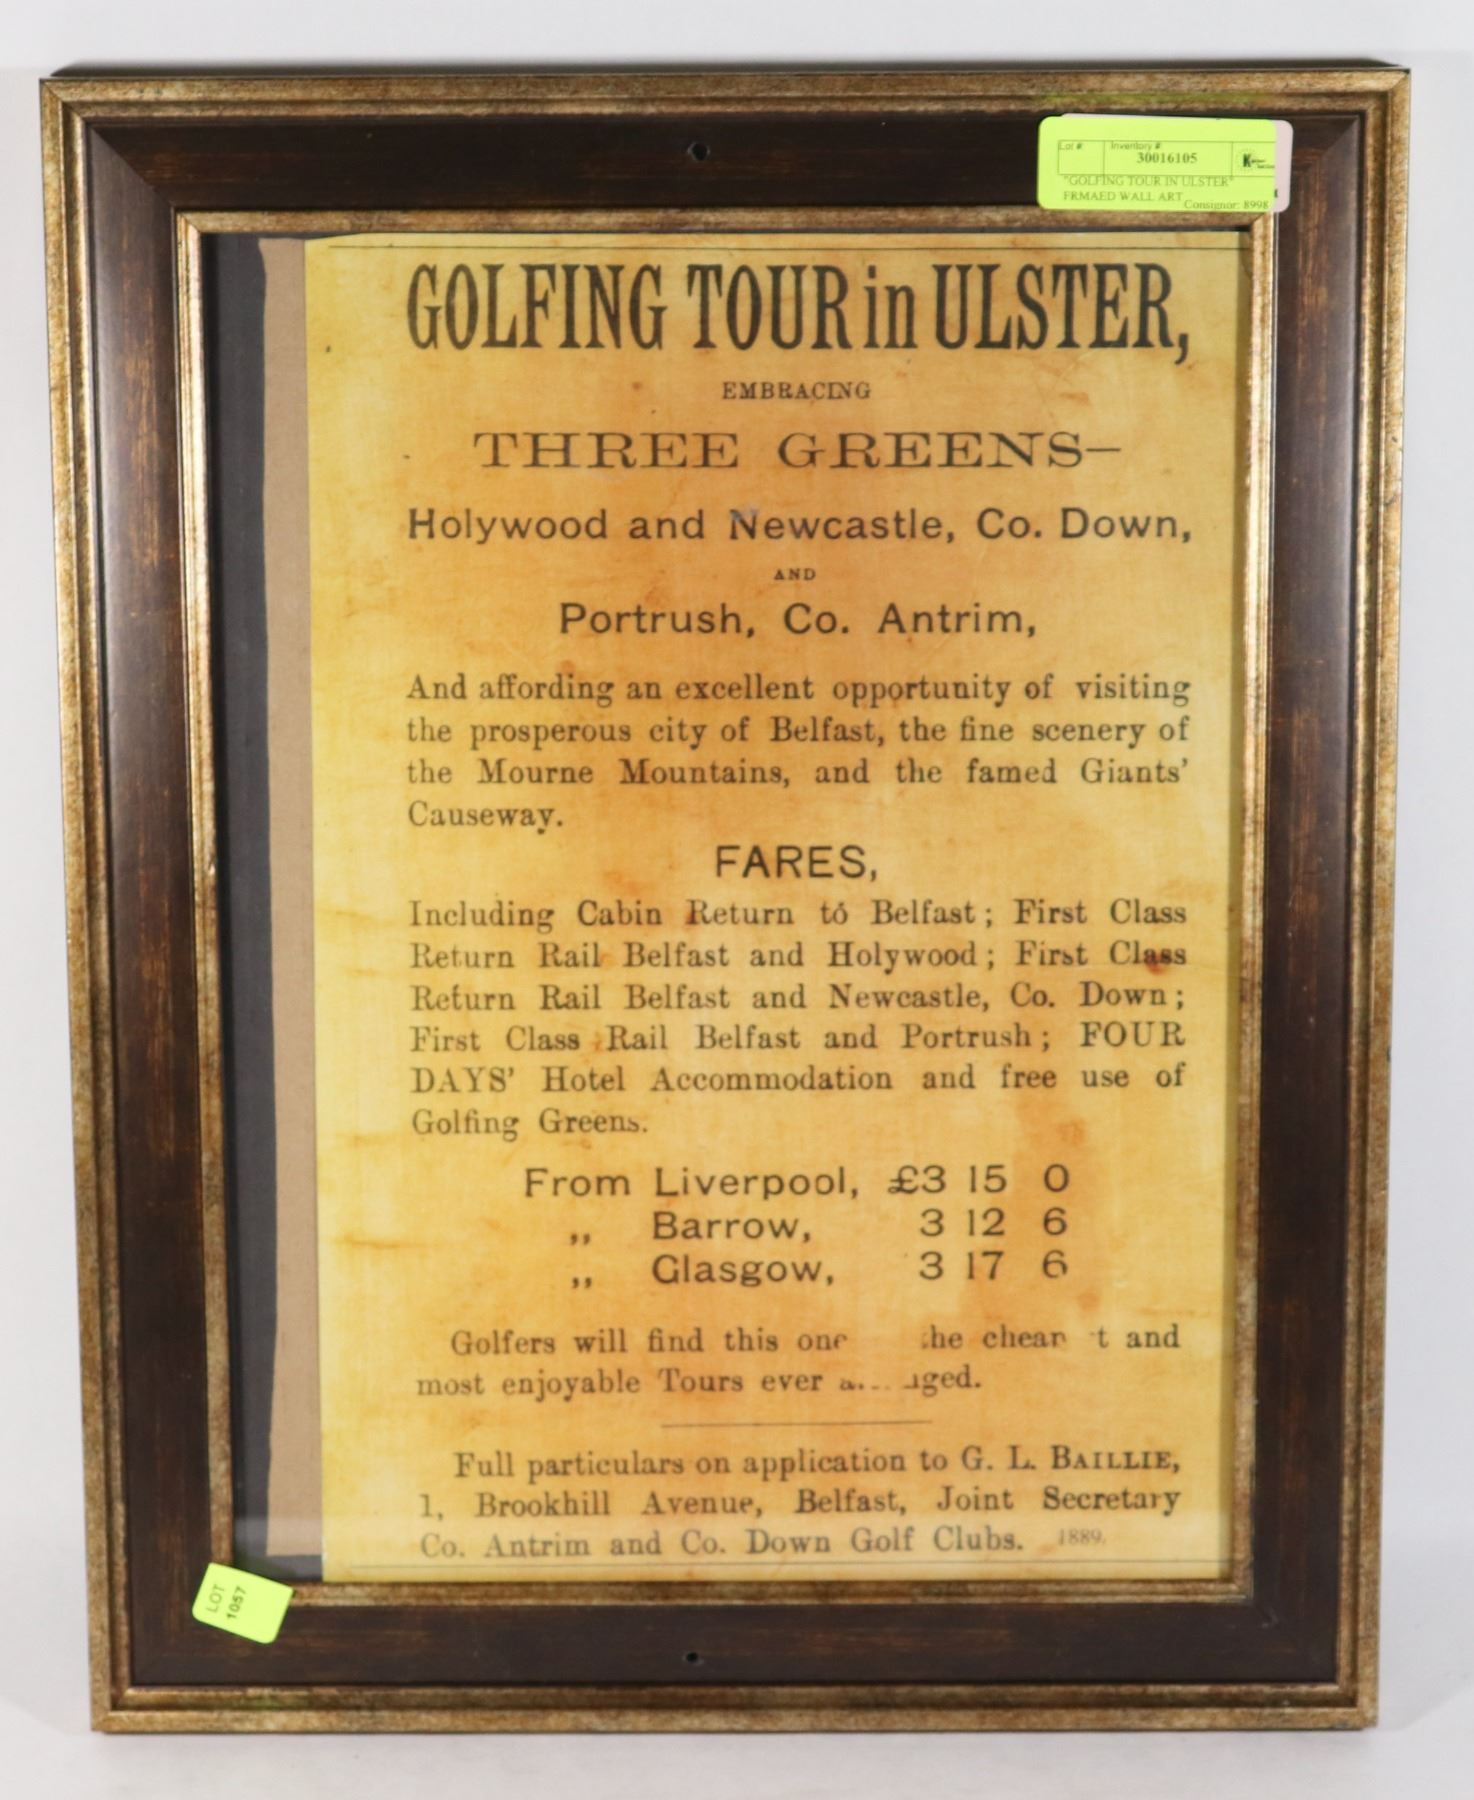 Lot # Inventory #
30016105
"GOLFING TOUR IN ULSTER"
FRMAED WALL ART
Consignor: 8998
GOLFING TOUR in ULSTER,
EMBRACING
THREE GREENS—
Holywood and Newcastle, Co. Down,
AND
Portrush, Co. Antrim,
And affording an excellent opportunity of visiting
the prosperous city of Belfast, the fine scenery of
the Mourne Mountains, and the famed Giants'
Causeway.
FARES,
Including Cabin Return to Belfast; First Class
Return Rail Belfast and Holywood; First Class
Return Rail Belfast and Newcastle, Co. Down;
First Class Rail Belfast and Portrush; FOUR
DAYS' Hotel Accommodation and free use of
Golfing Greens.
From Liverpool, £3 15 0
,, Barrow, 3 12 6
,, Glasgow, 3 17 6
Golfers will find this one and
most enjoyable Tours ever
Full particulars on application to G. L. BAILLIE,
1, Brookhill Avenue, Belfast, Joint Secretary
Co. Antrim and Co. Down Golf Clubs. 1889.
LOT
1057